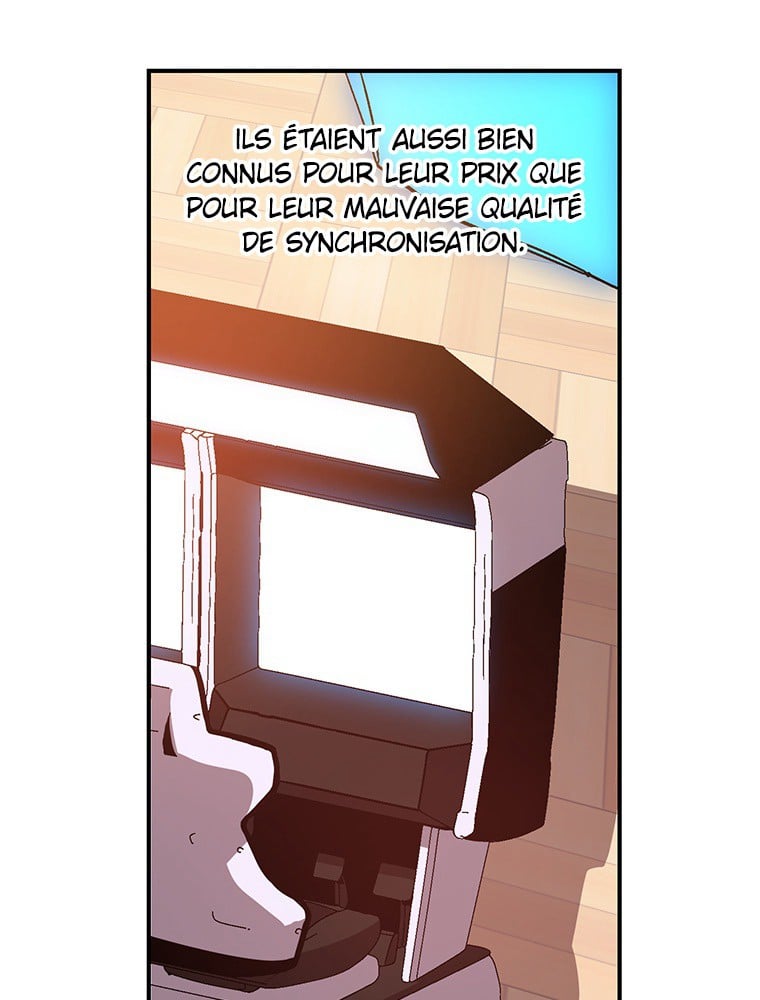 ILS ÉTAIENT AUSSI BIEN
CONNUS POUR LEUR PRIX QUE
POUR LEUR MAUVAISE QUALITÉ
DE SYNCHRONISATION.